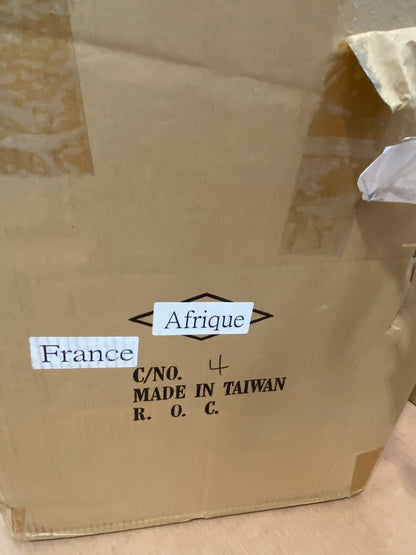 Afrique
France
C/NO. 4
MADE IN TAIWAN
R. O. C.